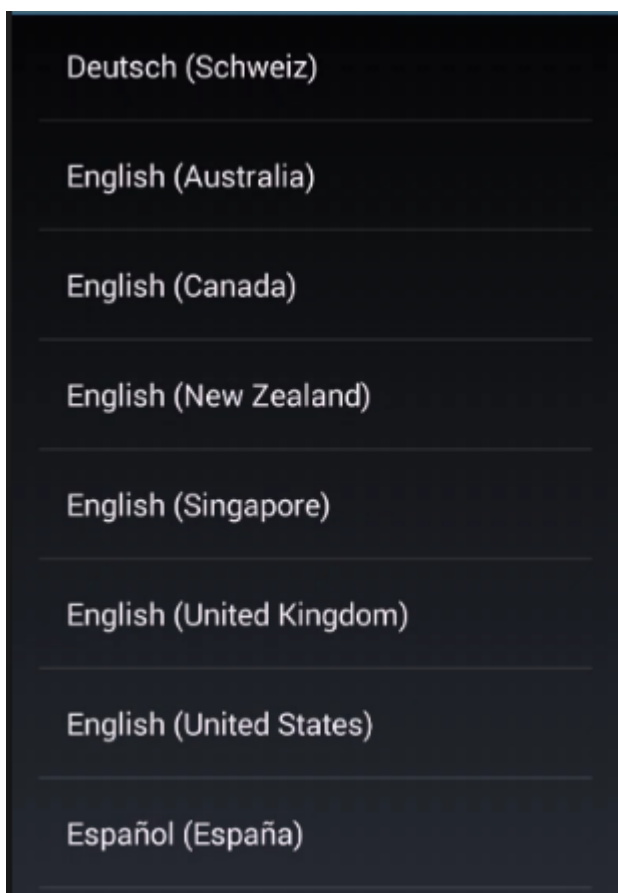 Deutsch (Schweiz)
English (Australia)
English (Canada)
English (New Zealand)
English (Singapore)
English (United Kingdom)
English (United States)
Español (España)